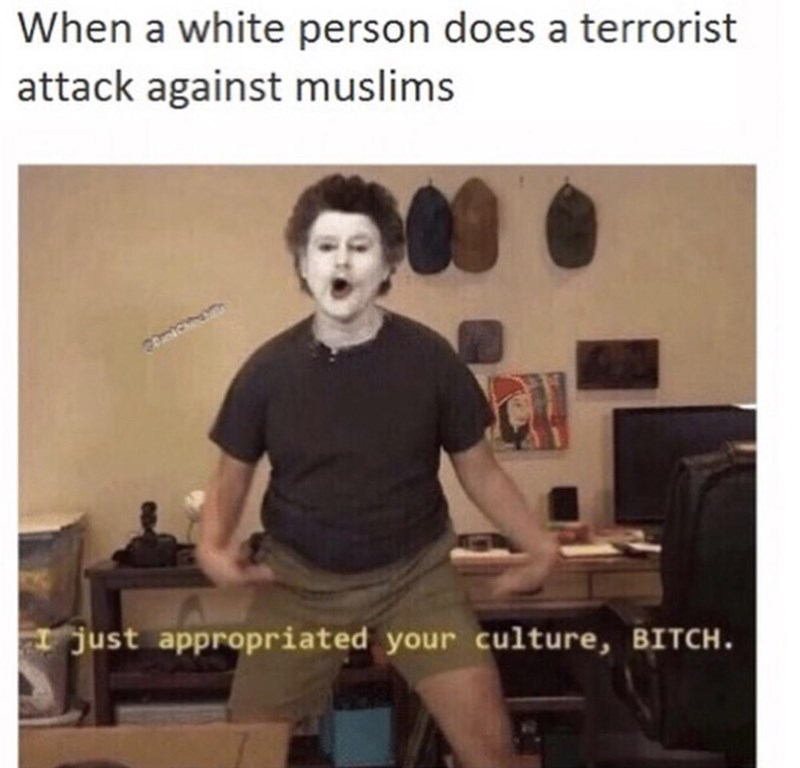 When a white person does a terrorist
attack against muslims
I just appropriated your culture, BITCH.